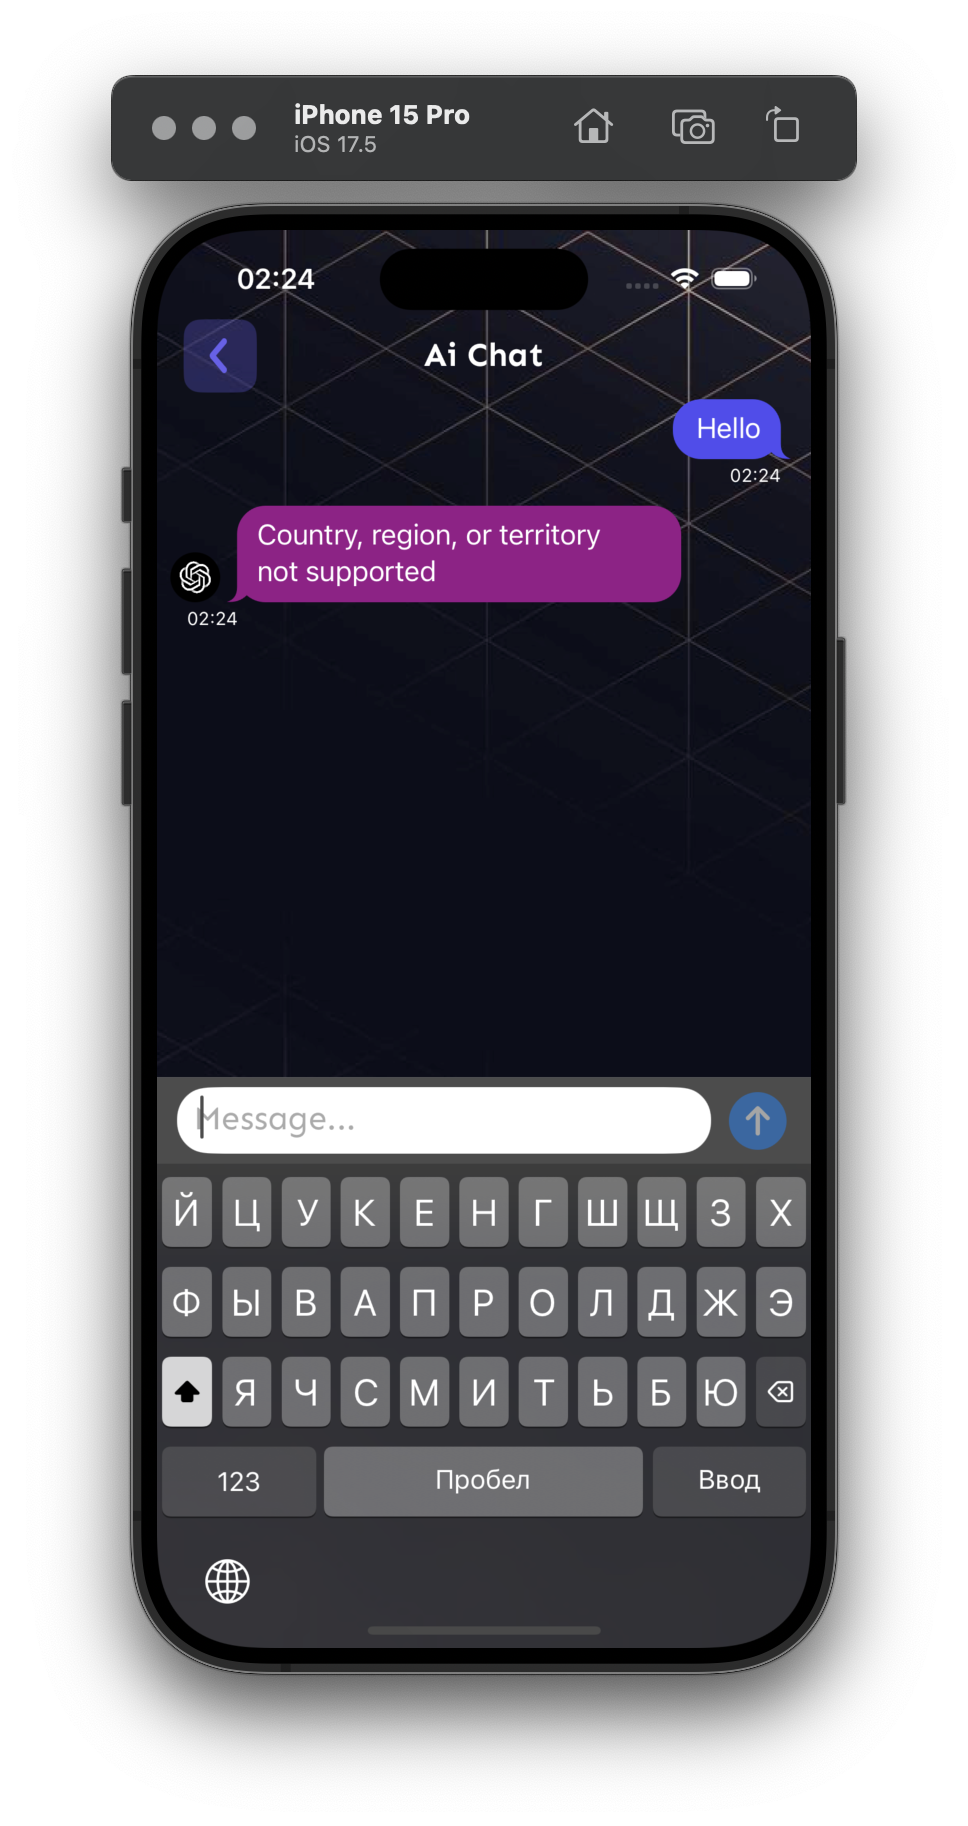 iPhone 15 Pro
iOS 17.5
02:24
Ai Chat
Hello
02:24
Country, region, or territory
not supported
02:24
Message...
Й Ц У К Е Н Г Ш Щ З Х
Ф Ы В А П Р О Л Д Ж Э
Я Ч С М И Т Ь Б Ю
123 Пробел Ввод